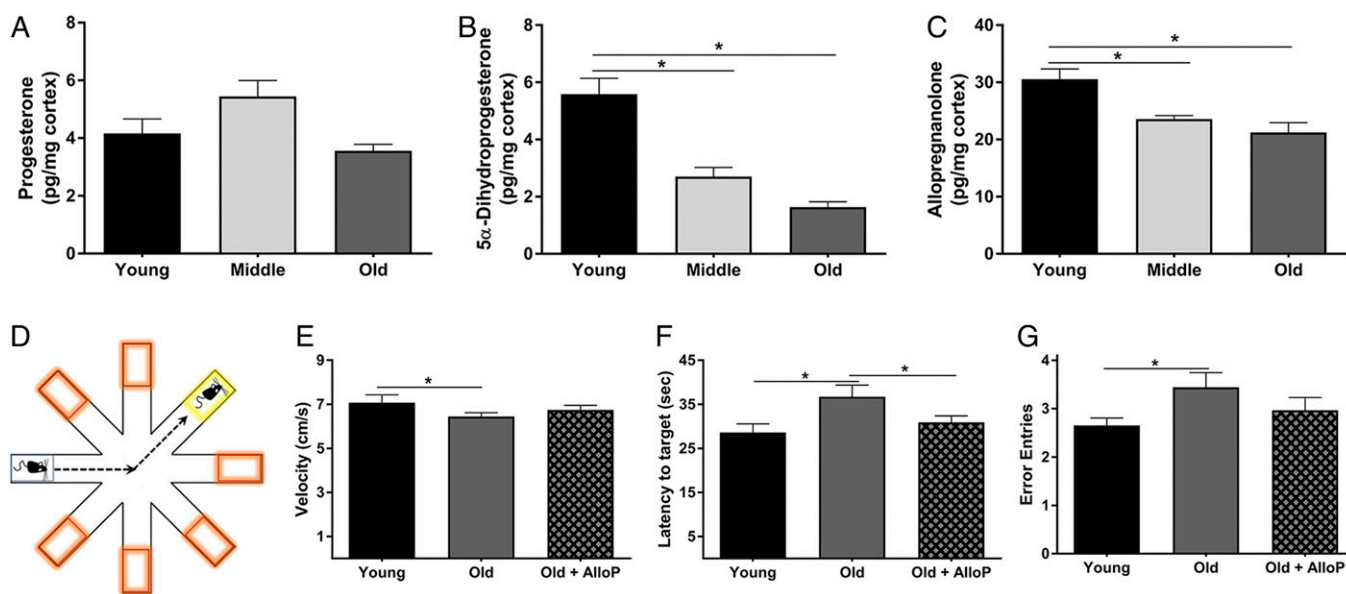 A
Progesterone
(pg/mg cortex)
8
6
4
2
0
Young Middle Old
B
5α-Dihydroprogesterone
(pg/mg cortex)
8
6
4
2
0
* 
*
Young Middle Old
C
Allopregnanolone
(pg/mg cortex)
40
30
20
10
0
*
*
Young Middle Old
D
E
Velocity (cm/s)
9
7
5
3
1
*
Young Old Old + AlloP
F
Latency to target (sec)
45
35
25
15
5
*
*
Young Old Old + AlloP
G
Error Entries
4
3
2
1
0
*
Young Old Old + AlloP